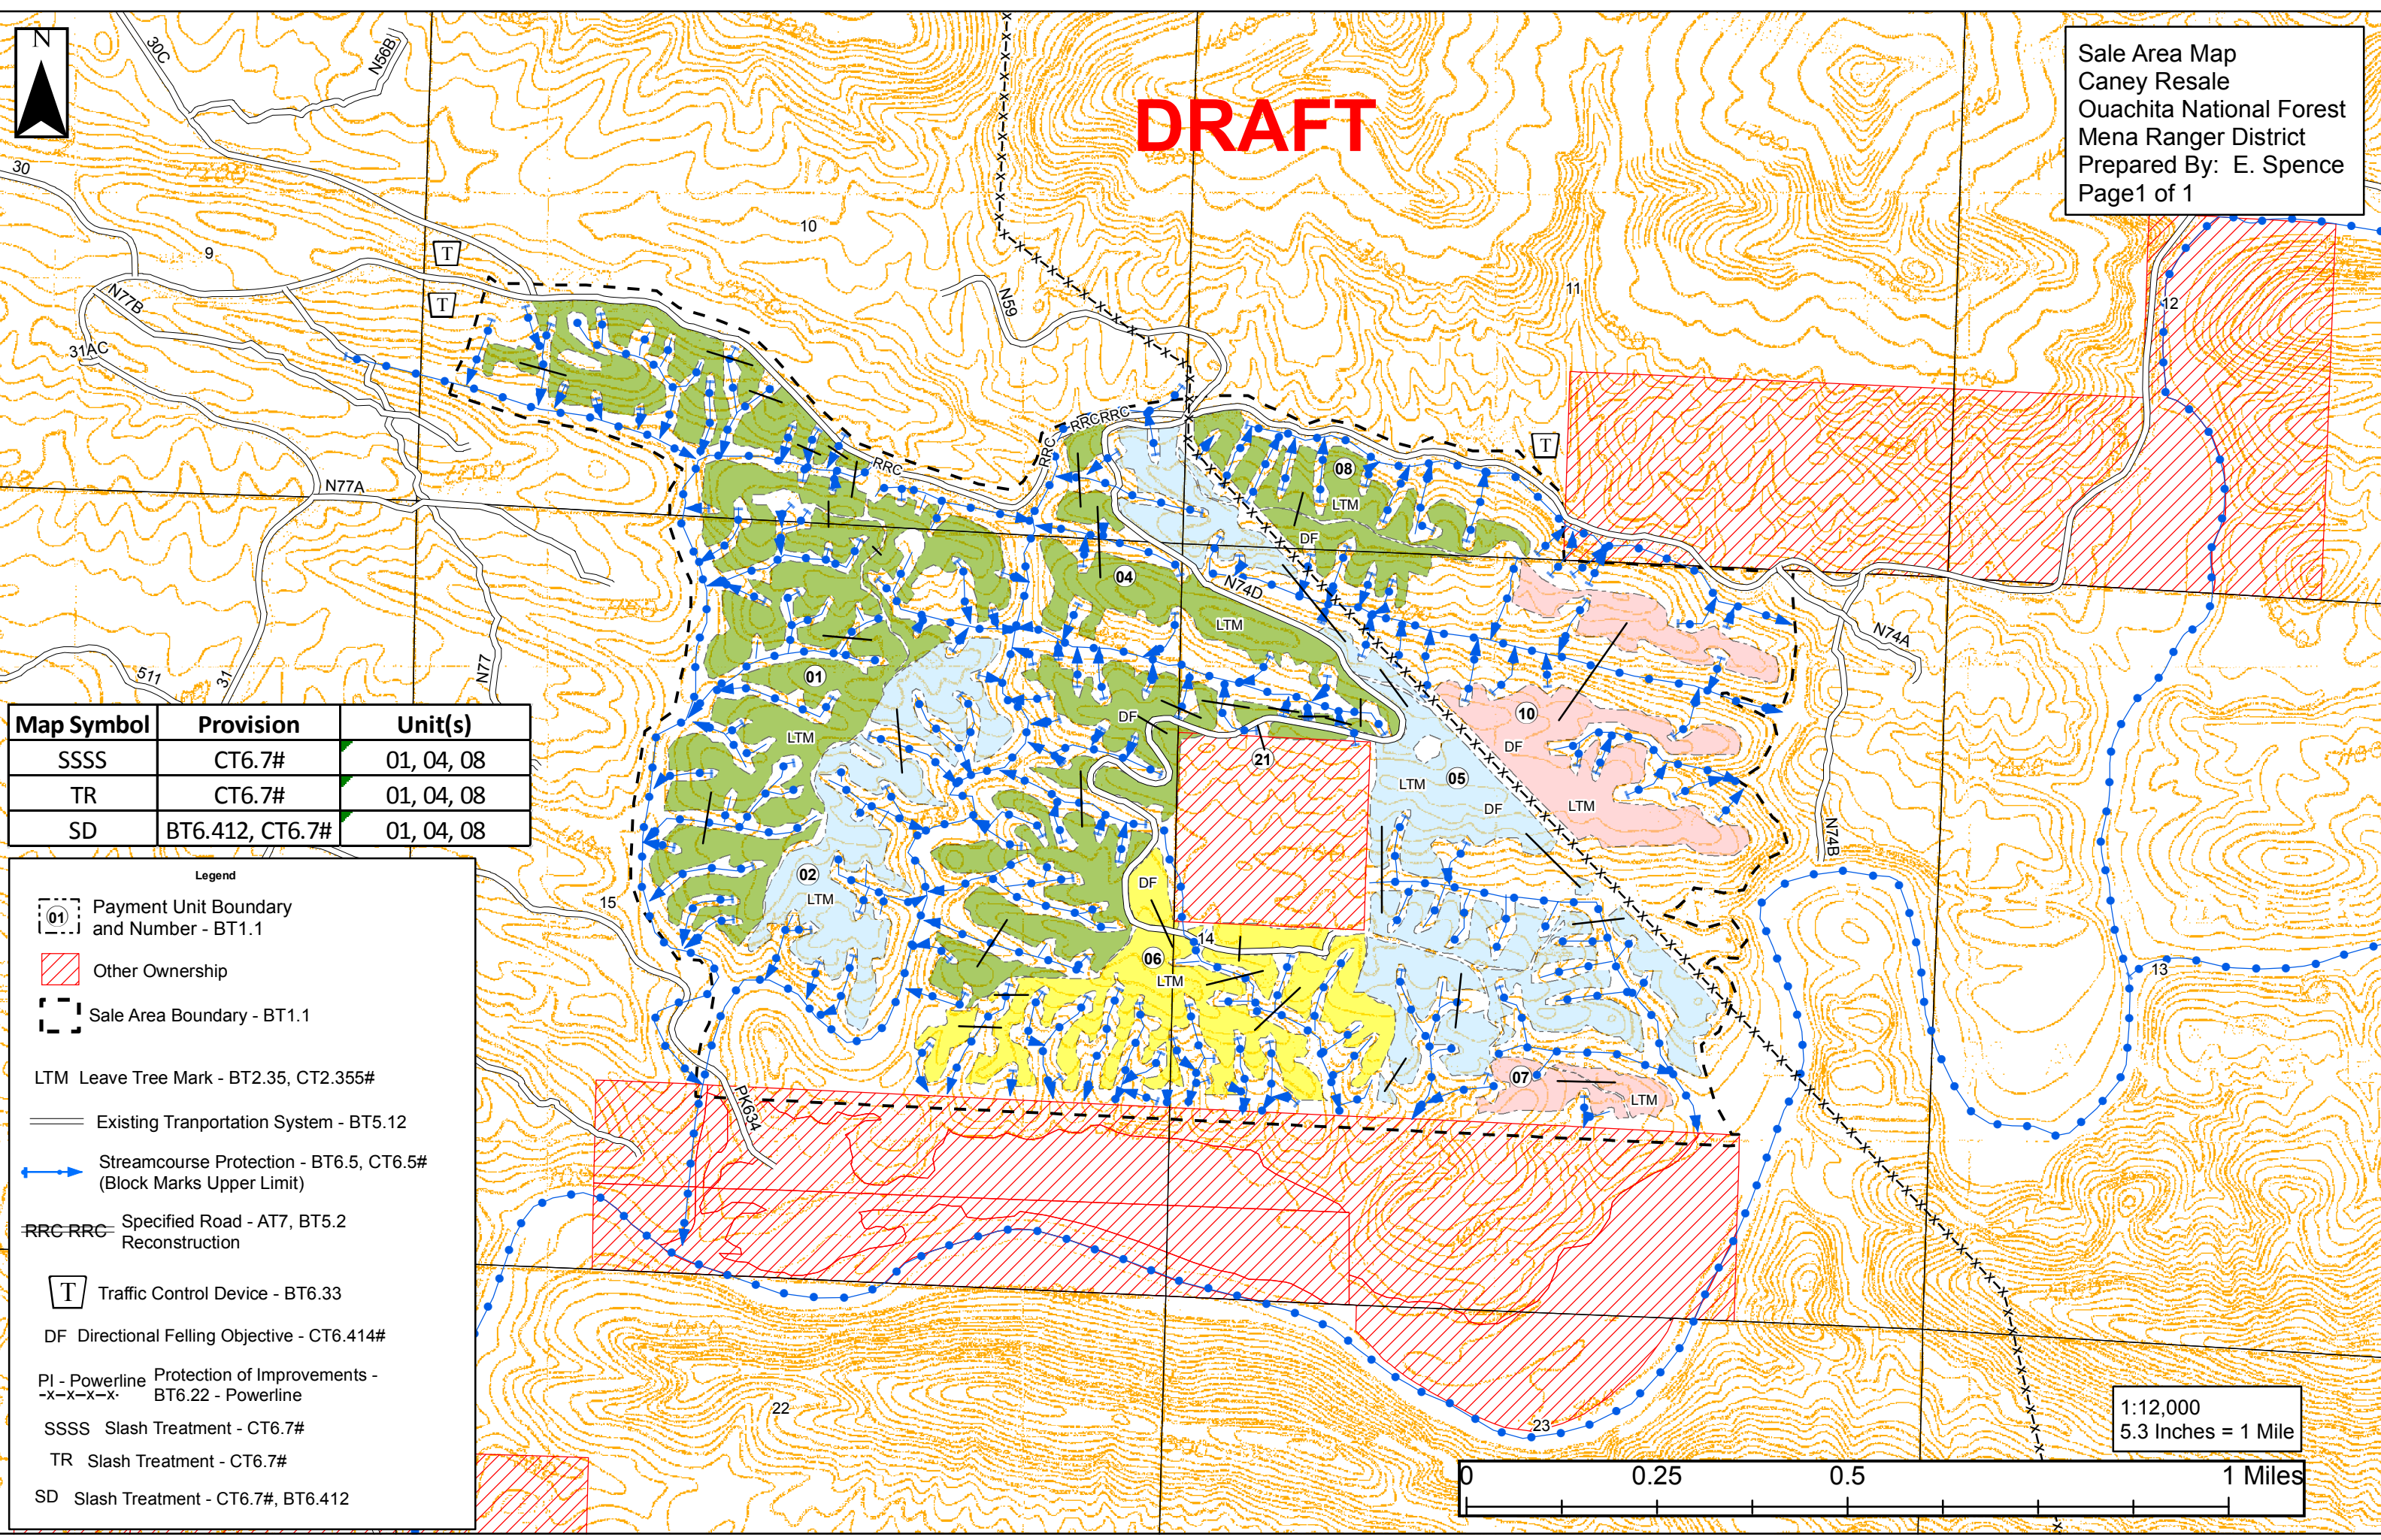 N
DRAFT
Sale Area Map
Caney Resale
Ouachita National Forest
Mena Ranger District
Prepared By:  E. Spence
Page1 of 1
30C
N56B
30
9
10
11
12
T
T
T
N77B
31AC
N59
N77A
RRC
RRC
RRCRRC
08
LTM
DF
04
N74D
LTM
N74A
511
31
N77
01
LTM
DF
21
10
DF
LTM
05
LTM
DF
N74B
02
LTM
15
DF
14
06
LTM
13
07
LTM
PK634
22
23
Map Symbol Provision Unit(s)
SSSS CT6.7# 01, 04, 08
TR CT6.7# 01, 04, 08
SD BT6.412, CT6.7# 01, 04, 08
Legend
01 Payment Unit Boundary
and Number - BT1.1
Other Ownership
Sale Area Boundary - BT1.1
LTM Leave Tree Mark - BT2.35, CT2.355#
Existing Tranportation System - BT5.12
Streamcourse Protection - BT6.5, CT6.5#
(Block Marks Upper Limit)
RRC RRC Specified Road - AT7, BT5.2
Reconstruction
T Traffic Control Device - BT6.33
DF Directional Felling Objective - CT6.414#
PI - Powerline Protection of Improvements -
-x-x-x-x- BT6.22 - Powerline
SSSS Slash Treatment - CT6.7#
TR Slash Treatment - CT6.7#
SD Slash Treatment - CT6.7#, BT6.412
1:12,000
5.3 Inches = 1 Mile
0 0.25 0.5 1 Miles